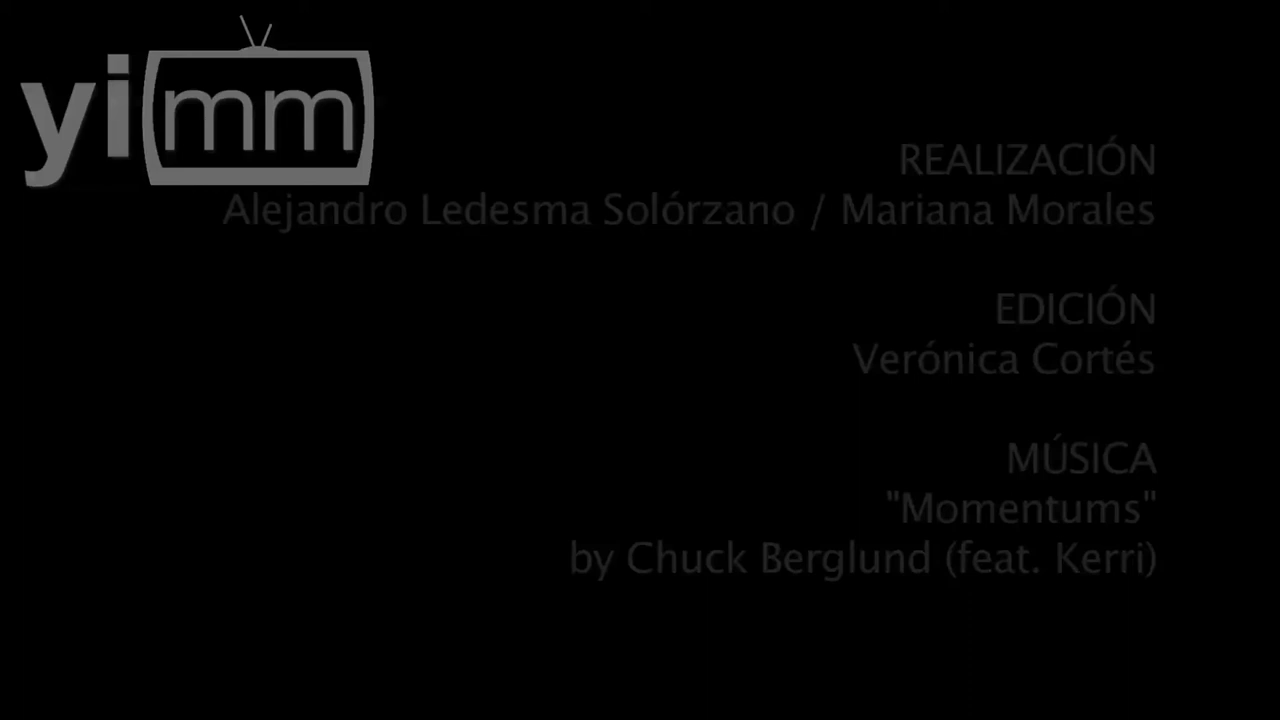 yimm
REALIZACIÓN
Alejandro Ledesma Solórzano / Mariana Morales
EDICIÓN
Verónica Cortés
MÚSICA
"Momentums"
by Chuck Berglund (feat. Kerri)